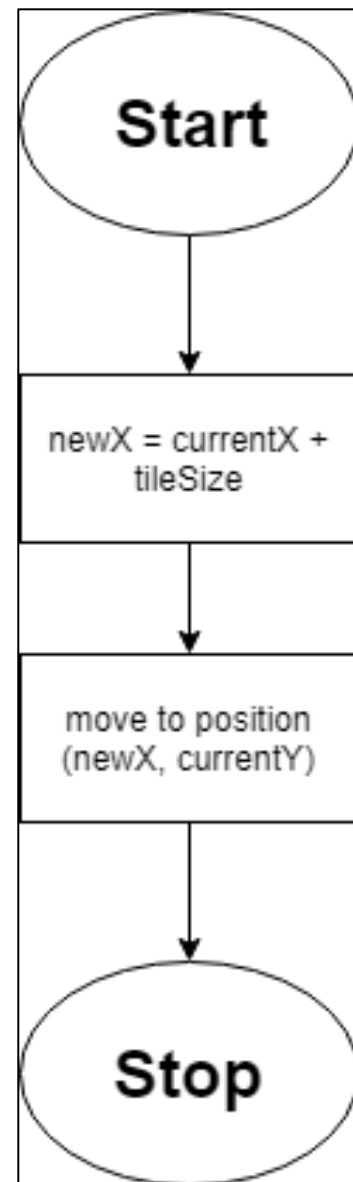 Start
newX = currentX +
tileSize
move to position
(newX, currentY)
Stop